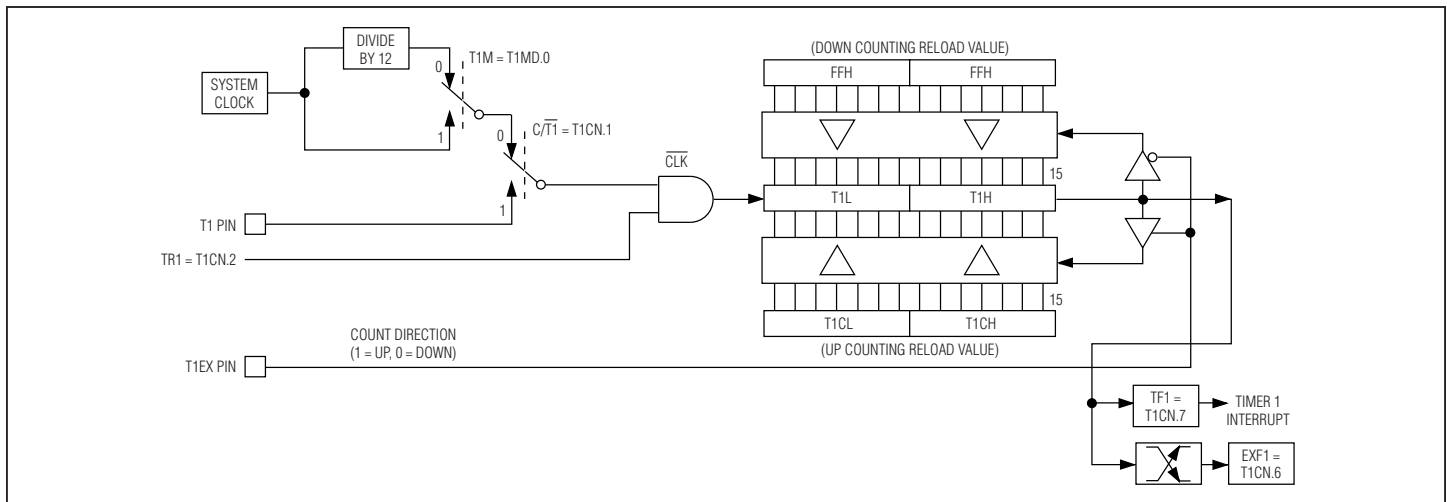 DIVIDE
BY 12
SYSTEM
CLOCK
0
T1M = T1MD.0
1
0
C/T̅1̅ = T1CN.1
1
T1 PIN
TR1 = T1CN.2
C̅L̅K̅
(DOWN COUNTING RELOAD VALUE)
FFH FFH
15
T1L T1H
15
T1CL T1CH
(UP COUNTING RELOAD VALUE)
COUNT DIRECTION
(1 = UP, 0 = DOWN)
T1EX PIN
TF1 =
T1CN.7
TIMER 1
INTERRUPT
EXF1 =
T1CN.6